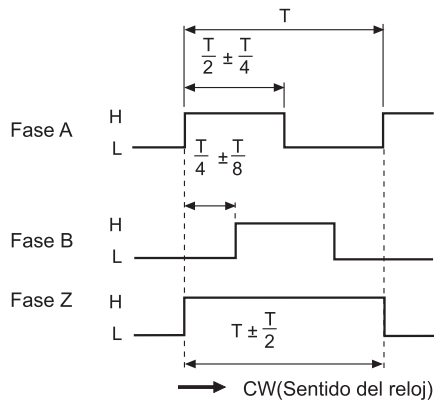 T
T/2 ± T/4
Fase A
H
L
T/4 ± T/8
Fase B
H
L
Fase Z
H
L
T ± T/2
CW(Sentido del reloj)